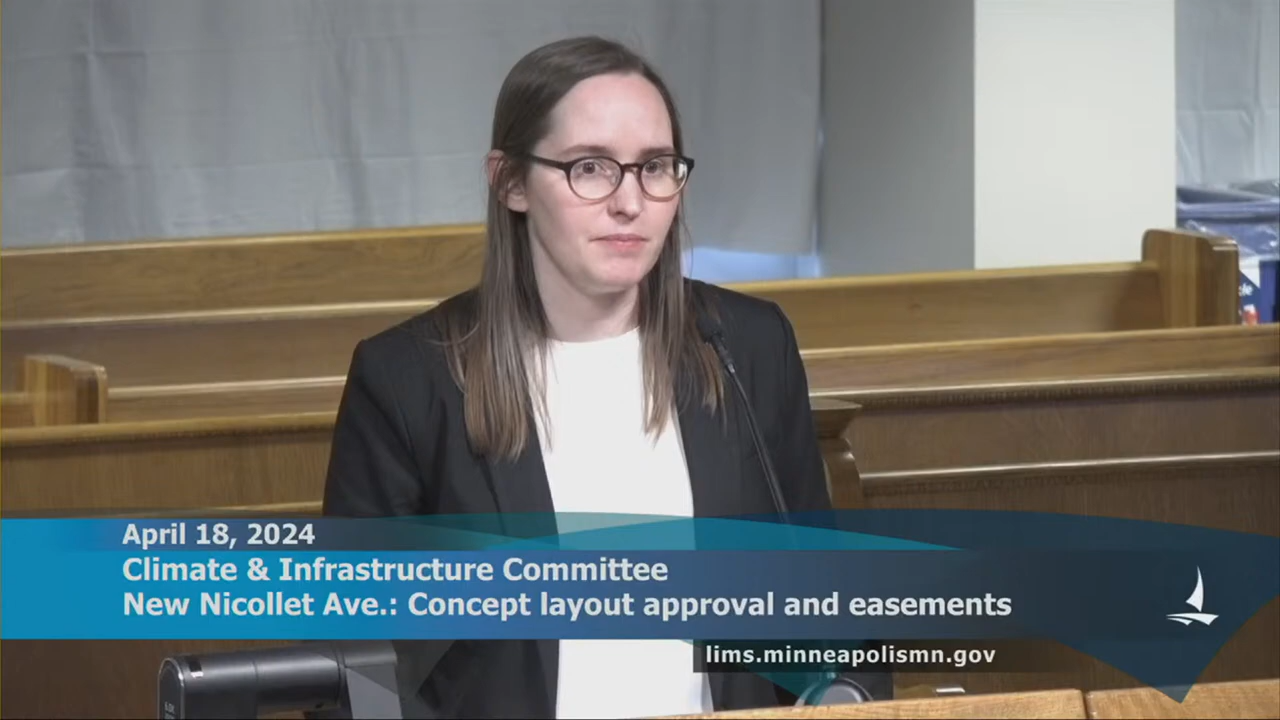 April 18, 2024
Climate & Infrastructure Committee
New Nicollet Ave.: Concept layout approval and easements
lims.minneapolismn.gov